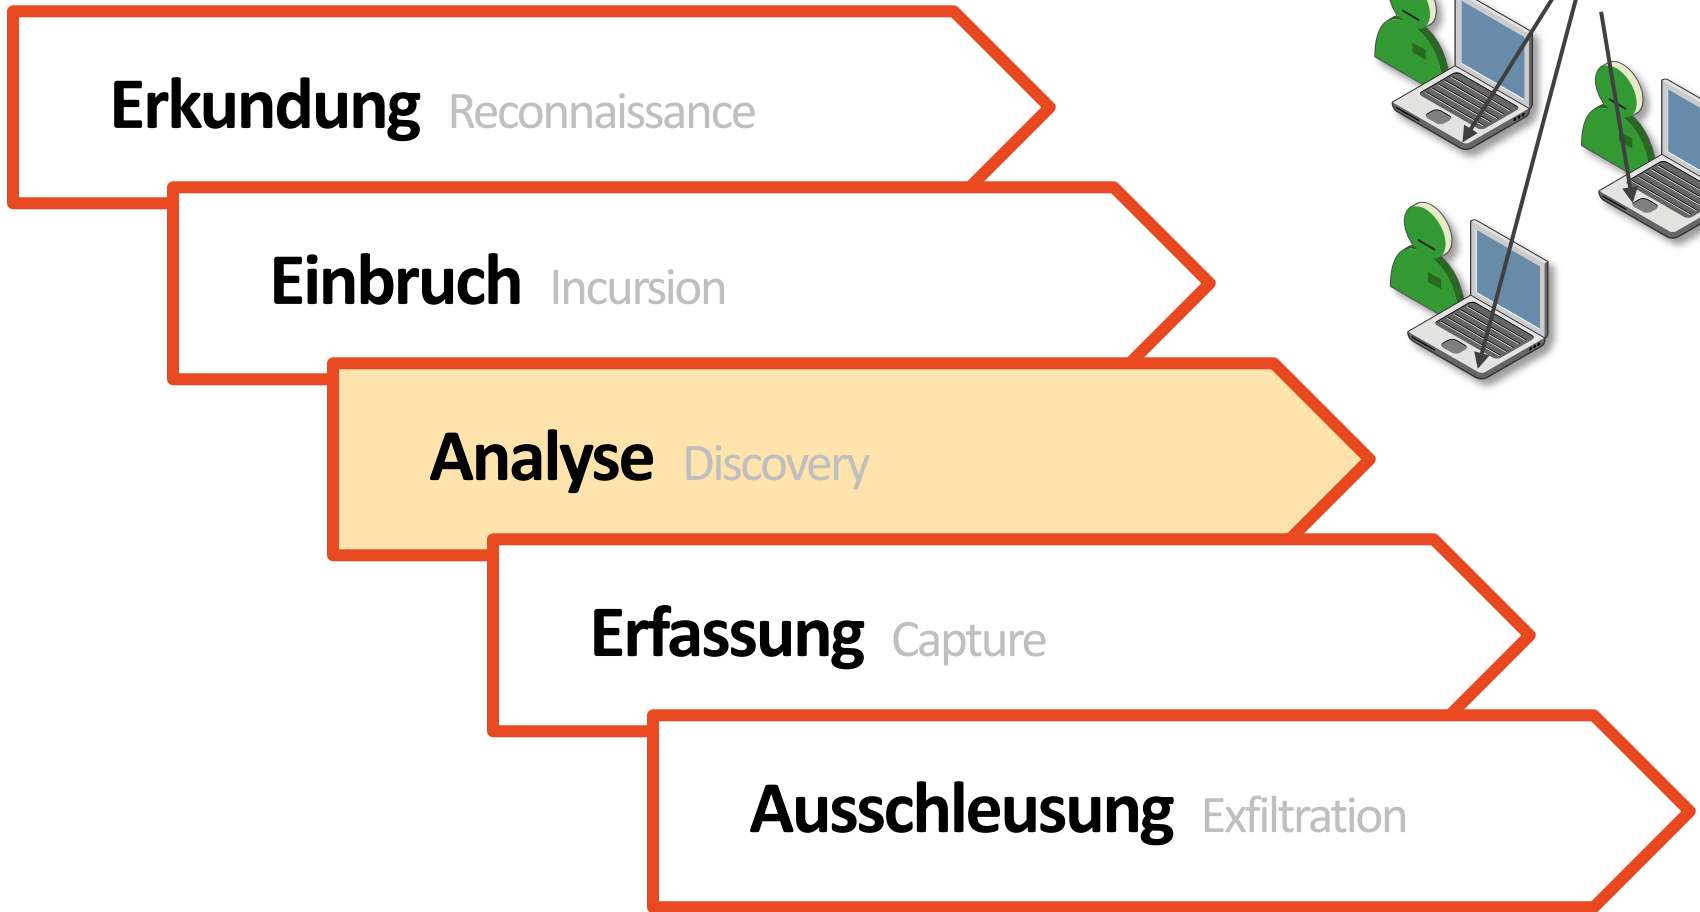 Erkundung Reconnaissance
Einbruch Incursion
Analyse Discovery
Erfassung Capture
Ausschleusung Exfiltration